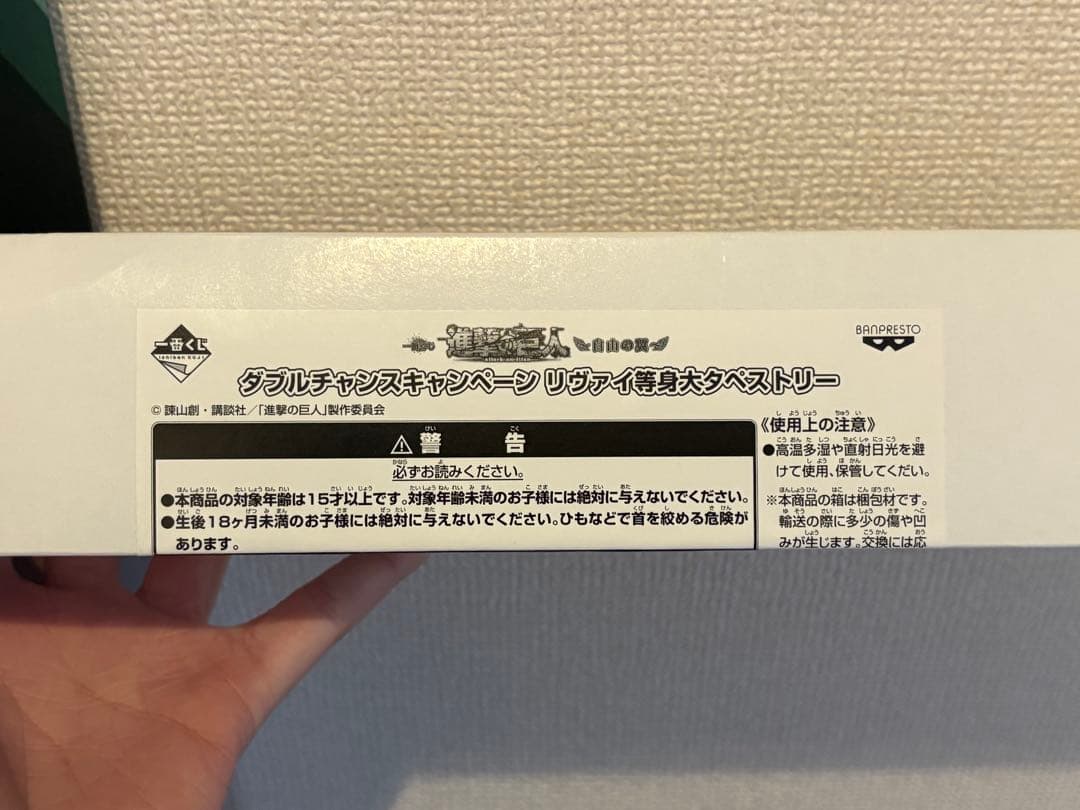 一番くじ
ICHIBAN KUJI
一番くじ 進撃の巨人 〜自由の翼〜
attack on titan
BANPRESTO
ダブルチャンスキャンペーン リヴァイ等身大タペストリー
© 諫山創・講談社/「進撃の巨人」製作委員会
⚠警告
必ずお読みください。
●本商品の対象年齢は15才以上です。対象年齢未満のお子様には絶対に与えないでください。
●生後18ヶ月未満のお子様には絶対に与えないでください。ひもなどで首を絞める危険が
あります。
《使用上の注意》
●高温多湿や直射日光を避
けて使用、保管してくだい。
※本商品の箱は梱包材です。
輸送の際に多少の傷や凹
みが生じます。交換には応